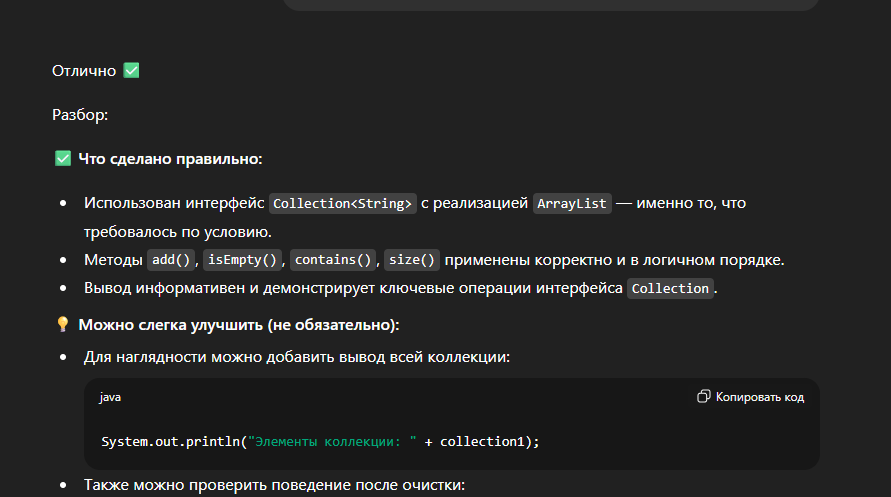 Отлично ✅
Разбор:
✅ Что сделано правильно:
• Использован интерфейс Collection<String> с реализацией ArrayList — именно то, что
требовалось по условию.
• Методы add(), isEmpty(), contains(), size() применены корректно и в логичном порядке.
• Вывод информативен и демонстрирует ключевые операции интерфейса Collection.
💡 Можно слегка улучшить (не обязательно):
• Для наглядности можно добавить вывод всей коллекции:
java Копировать код
System.out.println("Элементы коллекции: " + collection1);
• Также можно проверить поведение после очистки: